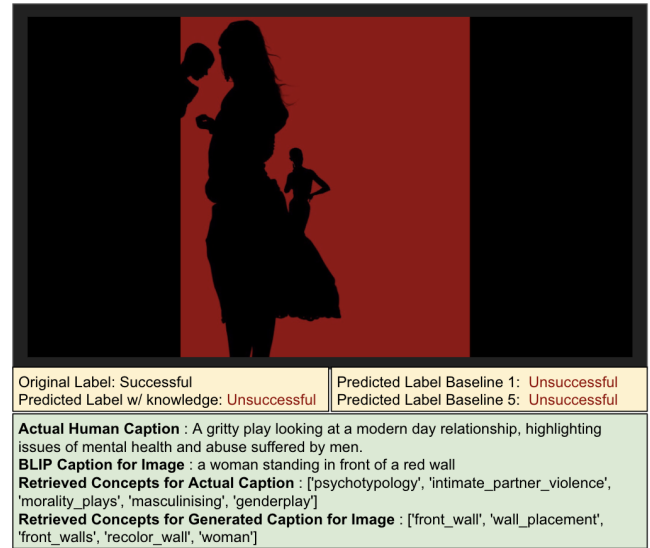 Original Label: Successful
Predicted Label w/ knowledge: Unsuccessful
Predicted Label Baseline 1: Unsuccessful
Predicted Label Baseline 5: Unsuccessful
Actual Human Caption : A gritty play looking at a modern day relationship, highlighting
issues of mental health and abuse suffered by men.
BLIP Caption for Image : a woman standing in front of a red wall
Retrieved Concepts for Actual Caption : ['psychotypology', 'intimate_partner_violence',
'morality_plays', 'masculinising', 'genderplay']
Retrieved Concepts for Generated Caption for Image : ['front_wall', 'wall_placement',
'front_walls', 'recolor_wall', 'woman']